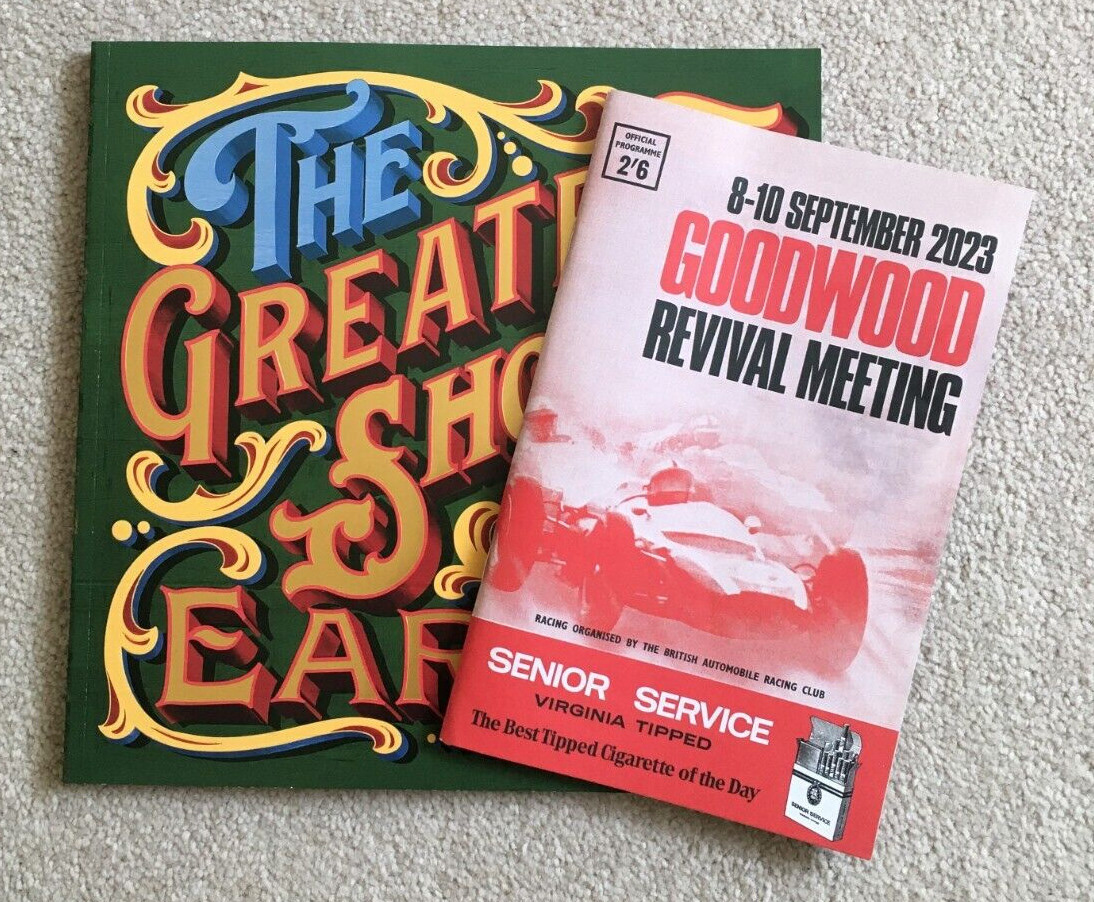 THE
GREATE
SHO
EAR
OFFICIAL
PROGRAMME
2'6
8-10 SEPTEMBER 2023
GOODWOOD
REVIVAL MEETING
RACING ORGANISED BY THE BRITISH AUTOMOBILE RACING CLUB
SENIOR SERVICE
VIRGINIA TIPPED
The Best Tipped Cigarette of the Day
SENIOR SERVICE